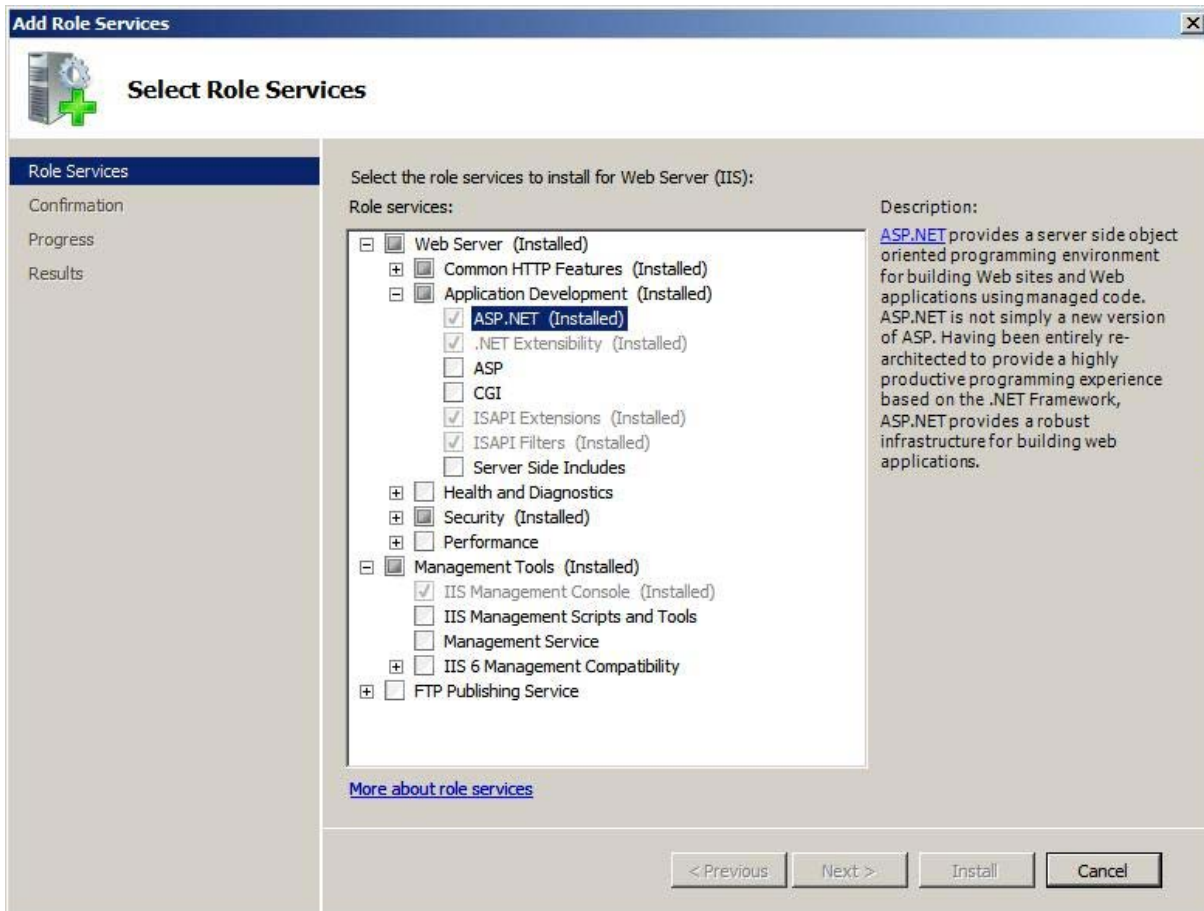 Add Role Services
Select Role Services
Role Services
Confirmation
Progress
Results
Select the role services to install for Web Server (IIS):
Role services:
Web Server (Installed)
Common HTTP Features (Installed)
Application Development (Installed)
ASP.NET (Installed)
.NET Extensibility (Installed)
ASP
CGI
ISAPI Extensions (Installed)
ISAPI Filters (Installed)
Server Side Includes
Health and Diagnostics
Security (Installed)
Performance
Management Tools (Installed)
IIS Management Console (Installed)
IIS Management Scripts and Tools
Management Service
IIS 6 Management Compatibility
FTP Publishing Service
More about role services
Description:
ASP.NET provides a server side object
oriented programming environment
for building Web sites and Web
applications using managed code.
ASP.NET is not simply a new version
of ASP. Having been entirely re-
architected to provide a highly
productive programming experience
based on the .NET Framework,
ASP.NET provides a robust
infrastructure for building web
applications.
< Previous
Next >
Install
Cancel